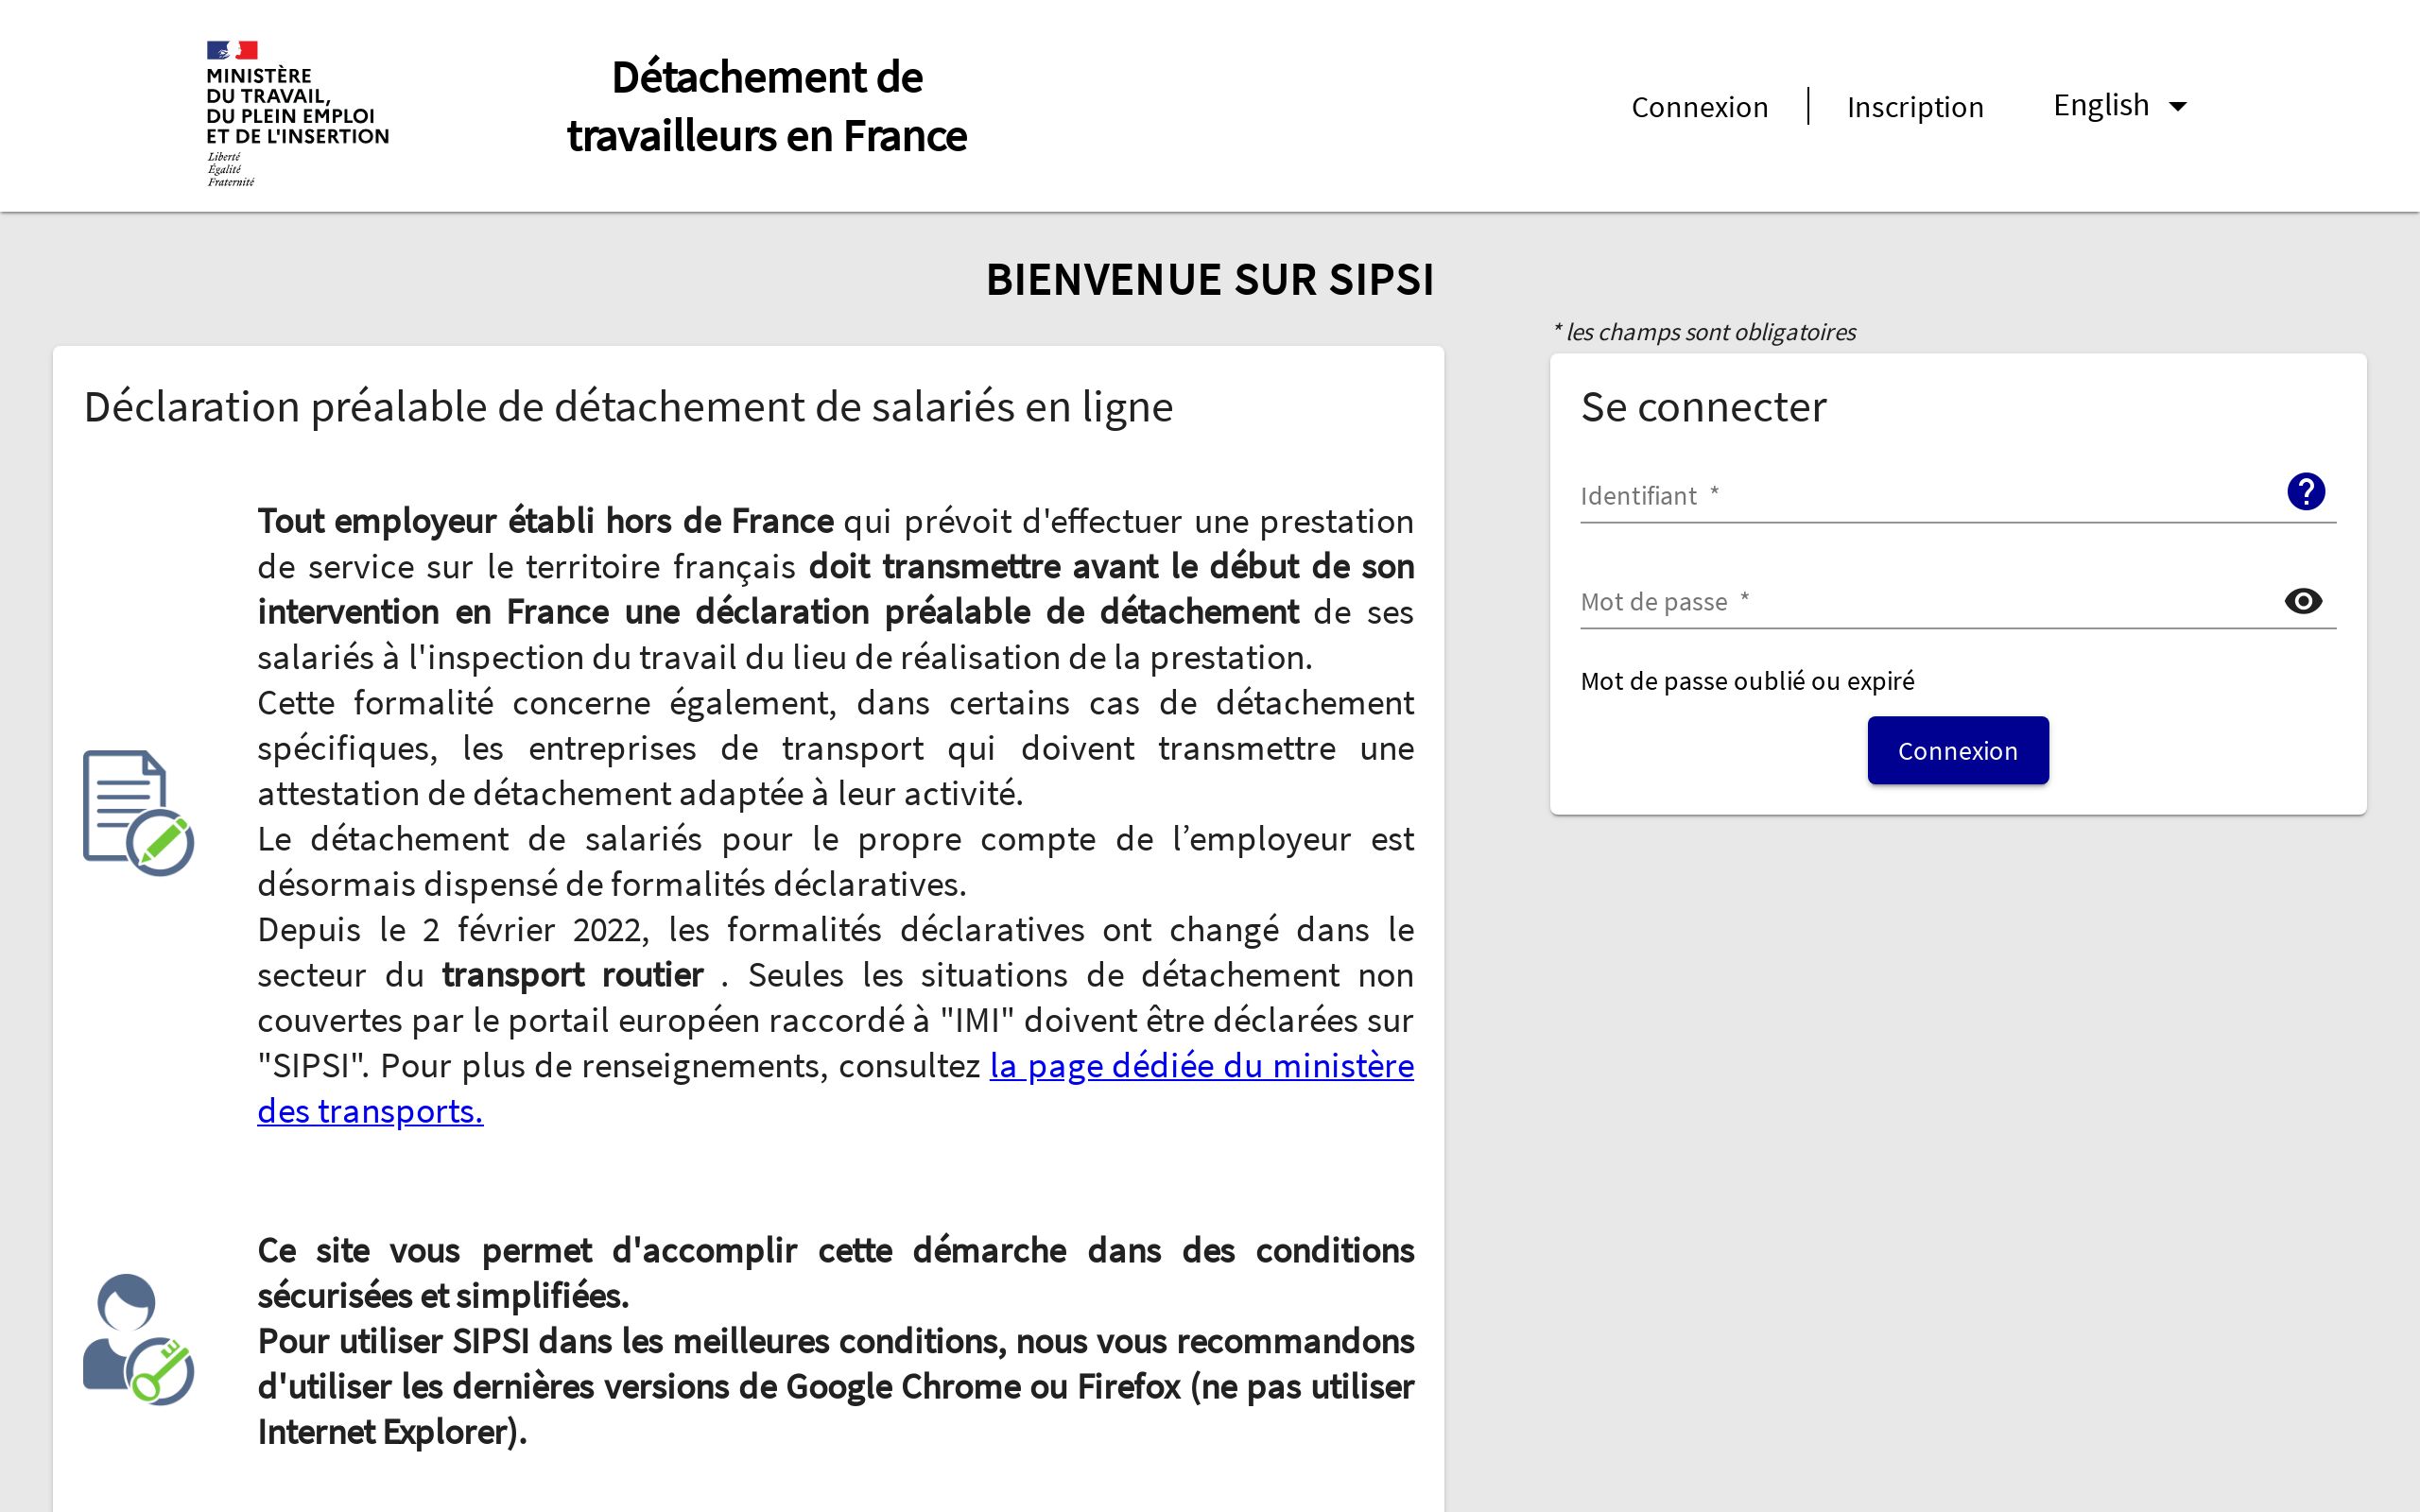 MINISTÈRE
DU TRAVAIL,
DU PLEIN EMPLOI
ET DE L'INSERTION
Liberté
Égalité
Fraternité
Détachement de
travailleurs en France
Connexion
Inscription
English
BIENVENUE SUR SIPSI
* les champs sont obligatoires
Déclaration préalable de détachement de salariés en ligne
Tout employeur établi hors de France qui prévoit d'effectuer une prestation
de service sur le territoire français doit transmettre avant le début de son
intervention en France une déclaration préalable de détachement de ses
salariés à l'inspection du travail du lieu de réalisation de la prestation.
Cette formalité concerne également, dans certains cas de détachement
spécifiques, les entreprises de transport qui doivent transmettre une
attestation de détachement adaptée à leur activité.
Le détachement de salariés pour le propre compte de l’employeur est
désormais dispensé de formalités déclaratives.
Depuis le 2 février 2022, les formalités déclaratives ont changé dans le
secteur du transport routier . Seules les situations de détachement non
couvertes par le portail européen raccordé à "IMI" doivent être déclarées sur
"SIPSI". Pour plus de renseignements, consultez la page dédiée du ministère
des transports.
Ce site vous permet d'accomplir cette démarche dans des conditions
sécurisées et simplifiées.
Pour utiliser SIPSI dans les meilleures conditions, nous vous recommandons
d'utiliser les dernières versions de Google Chrome ou Firefox (ne pas utiliser
Internet Explorer).
Se connecter
Identifiant *
?
Mot de passe *
Mot de passe oublié ou expiré
Connexion